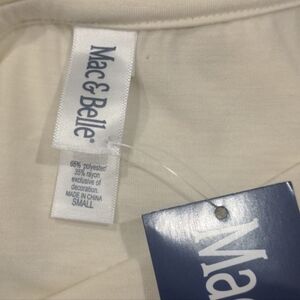 Mac & Belle®
65% polyester
35% rayon
exclusive of
decoration.
MADE IN CHINA
SMALL
Mac